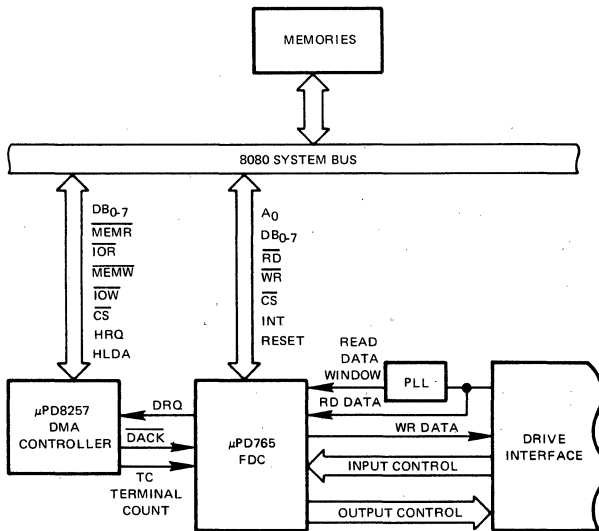 MEMORIES
8080 SYSTEM BUS
DB0-7
MEMR
IOR
MEMW
IOW
CS
HRQ
HLDA
A0
DB0-7
RD
WR
CS
INT
RESET
READ
DATA
WINDOW
PLL
RD DATA
WR DATA
INPUT CONTROL
OUTPUT CONTROL
μPD8257
DMA
CONTROLLER
DRQ
DACK
TC
TERMINAL
COUNT
μPD765
FDC
DRIVE
INTERFACE